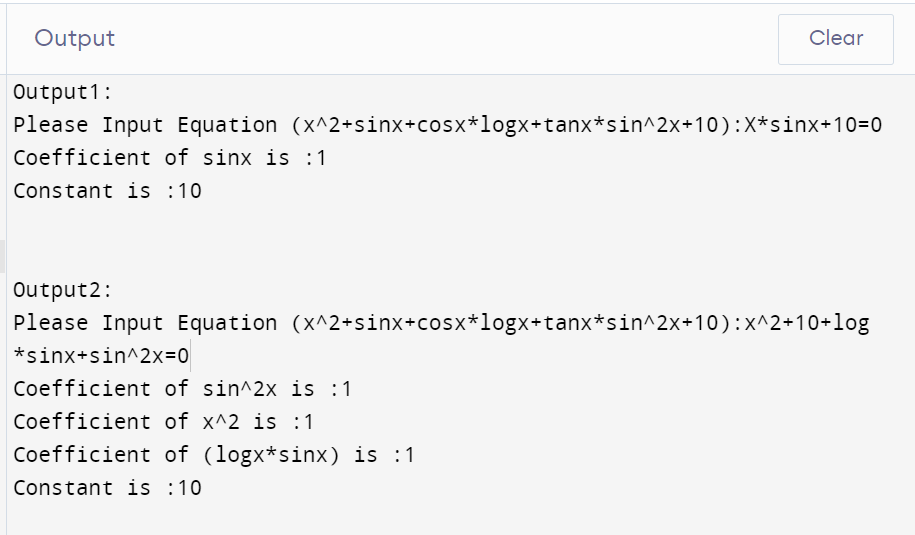 Output
Clear
Output1:
Please Input Equation (x^2+sinx+cosx*logx+tanx*sin^2x+10):X*sinx+10=0
Coefficient of sinx is :1
Constant is :10
Output2:
Please Input Equation (x^2+sinx+cosx*logx+tanx*sin^2x+10):x^2+10+log
*sinx+sin^2x=0
Coefficient of sin^2x is :1
Coefficient of x^2 is :1
Coefficient of (logx*sinx) is :1
Constant is :10